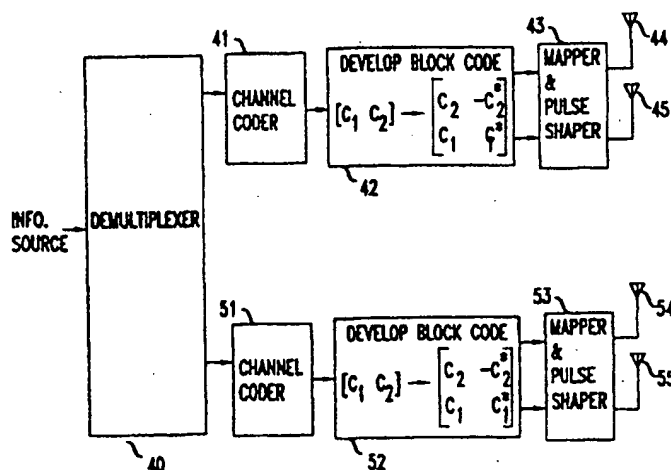 41
CHANNEL
CODER
DEVELOP BLOCK CODE
[C1 C2] → [C2 -C2*
C1 C1*]
42
43
MAPPER
&
PULSE
SHAPER
44
45
INFO.
SOURCE
DEMULTIPLEXER
40
51
CHANNEL
CODER
DEVELOP BLOCK CODE
[C1 C2] → [C2 -C2*
C1 C1*]
52
53
MAPPER
&
PULSE
SHAPER
54
55